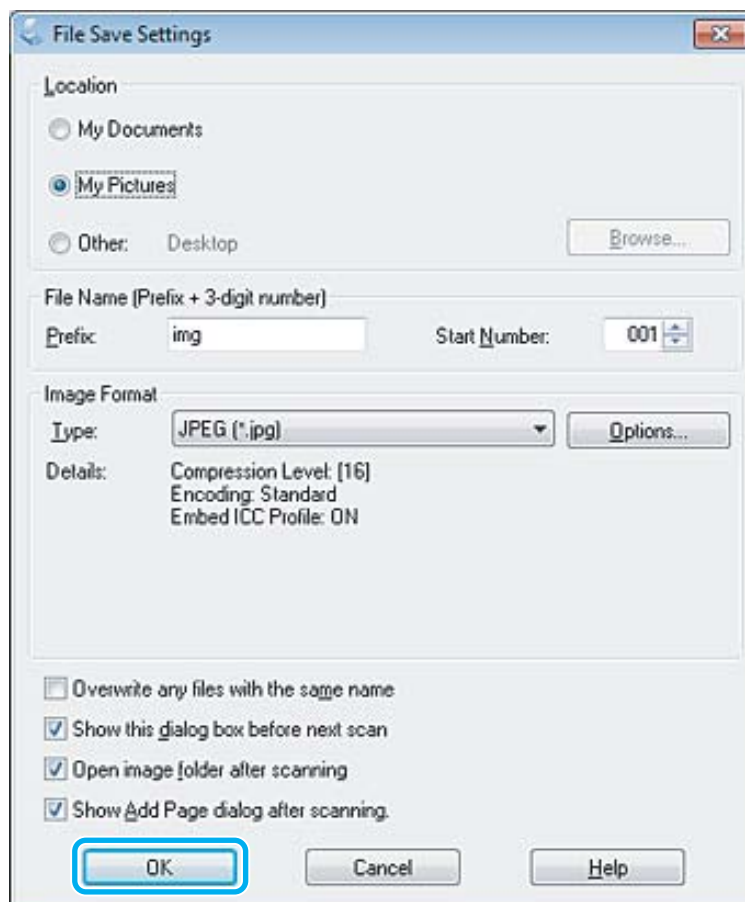 File Save Settings
Location
My Documents
My Pictures
Other: Desktop Browse...
File Name (Prefix + 3-digit number)
Prefix: img Start Number: 001
Image Format
Type: JPEG (*.jpg) Options...
Details: Compression Level: [16]
Encoding: Standard
Embed ICC Profile: ON
Overwrite any files with the same name
Show this dialog box before next scan
Open image folder after scanning
Show Add Page dialog after scanning.
OK Cancel Help